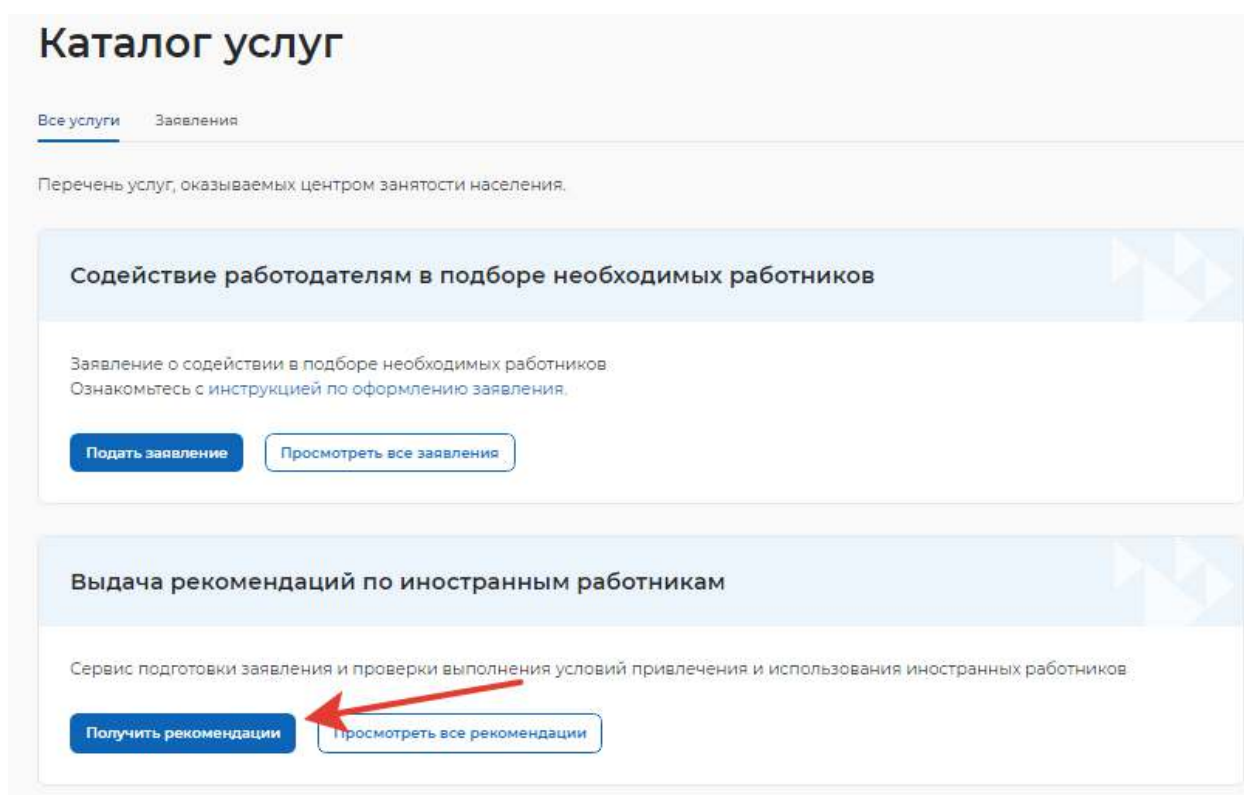 Каталог услуг
Все услуги Заявления
Перечень услуг, оказываемых центром занятости населения.
Содействие работодателям в подборе необходимых работников
Заявление о содействии в подборе необходимых работников
Ознакомьтесь с инструкцией по оформлению заявления.
Подать заявление Просмотреть все заявления
Выдача рекомендаций по иностранным работникам
Сервис подготовки заявления и проверки выполнения условий привлечения и использования иностранных работников
Получить рекомендации Просмотреть все рекомендации